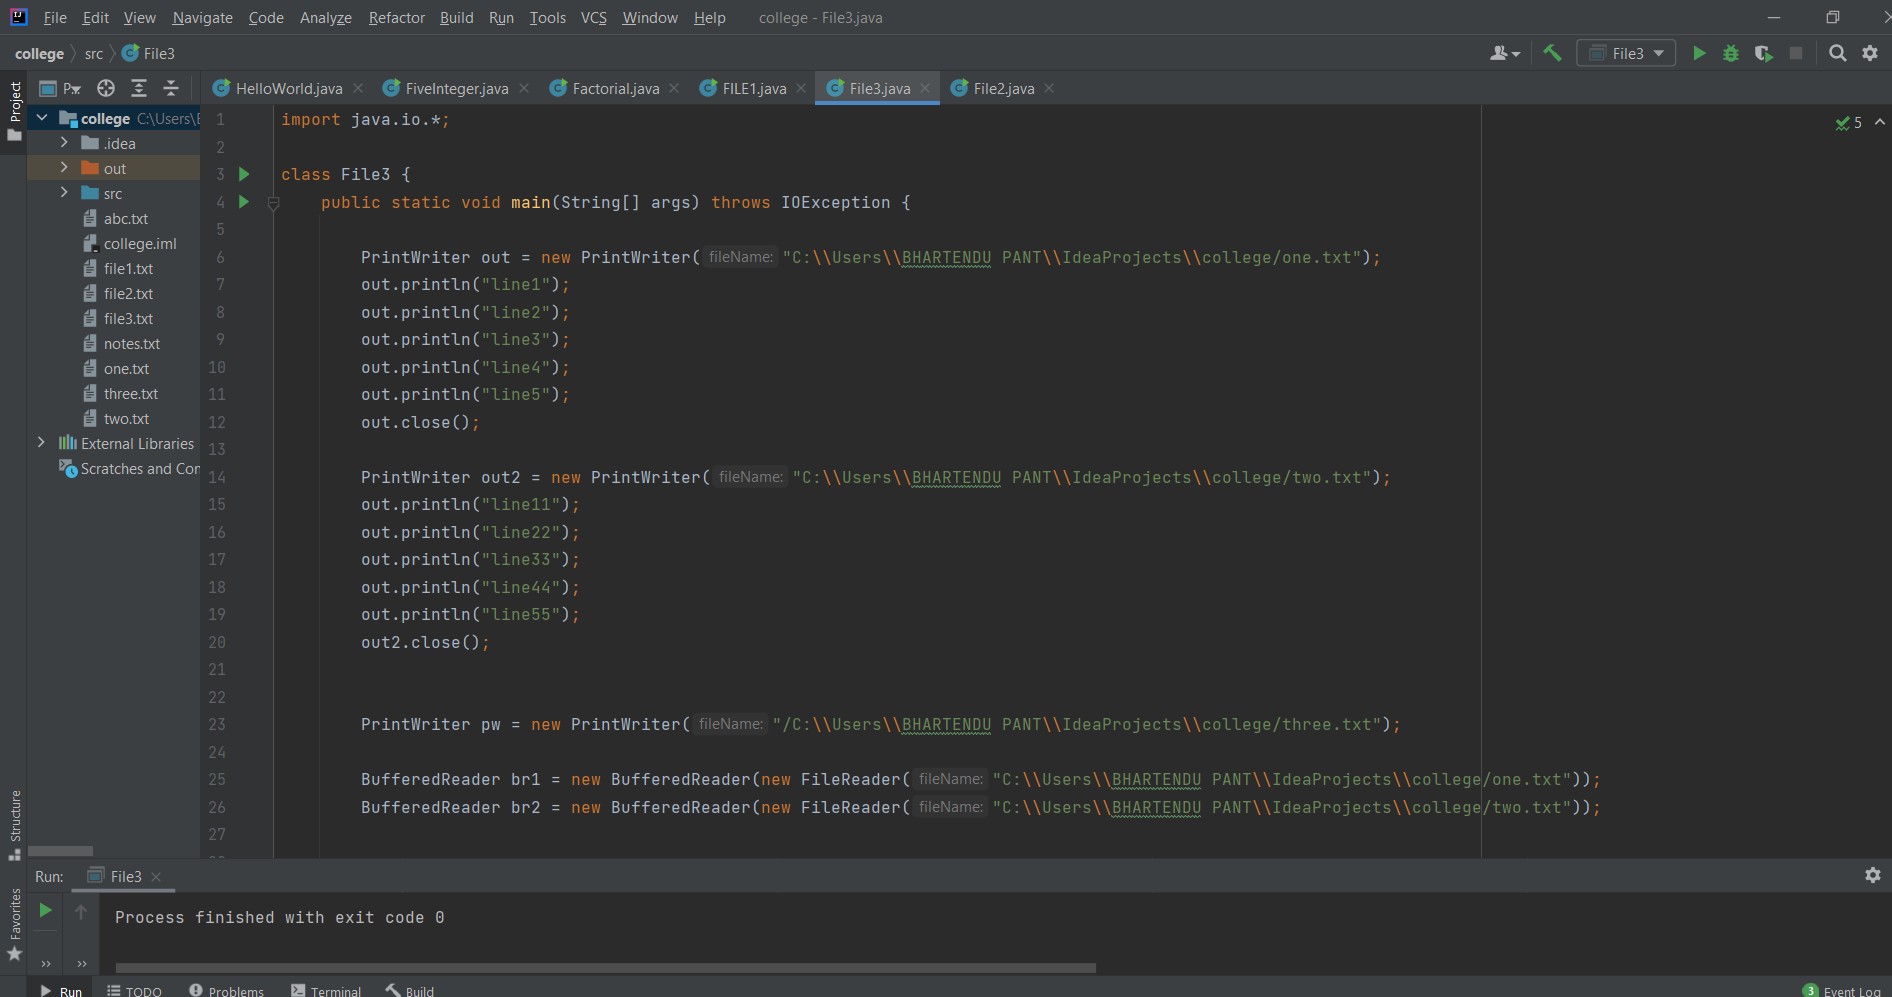 File Edit View Navigate Code Analyze Refactor Build Run Tools VCS Window Help college - File3.java
college src File3
File3
Project
P
HelloWorld.java FiveInteger.java Factorial.java FILE1.java File3.java File2.java
college C:\Users\
.idea
out
src
abc.txt
college.iml
file1.txt
file2.txt
file3.txt
notes.txt
one.txt
three.txt
two.txt
External Libraries
Scratches and Con
5
1 import java.io.*;
2
3 class File3 {
4 public static void main(String[] args) throws IOException {
5
6 PrintWriter out = new PrintWriter( fileName: "C:\\Users\\BHARTENDU PANT\\IdeaProjects\\college/one.txt");
7 out.println("line1");
8 out.println("line2");
9 out.println("line3");
10 out.println("line4");
11 out.println("line5");
12 out.close();
13
14 PrintWriter out2 = new PrintWriter( fileName: "C:\\Users\\BHARTENDU PANT\\IdeaProjects\\college/two.txt");
15 out.println("line11");
16 out.println("line22");
17 out.println("line33");
18 out.println("line44");
19 out.println("line55");
20 out2.close();
21
22
23 PrintWriter pw = new PrintWriter( fileName: "/C:\\Users\\BHARTENDU PANT\\IdeaProjects\\college/three.txt");
24
25 BufferedReader br1 = new BufferedReader(new FileReader( fileName: "C:\\Users\\BHARTENDU PANT\\IdeaProjects\\college/one.txt"));
26 BufferedReader br2 = new BufferedReader(new FileReader( fileName: "C:\\Users\\BHARTENDU PANT\\IdeaProjects\\college/two.txt"));
27
Structure
Favorites
Run: File3
Process finished with exit code 0
Run TODO Problems Terminal Build 3 Event Log